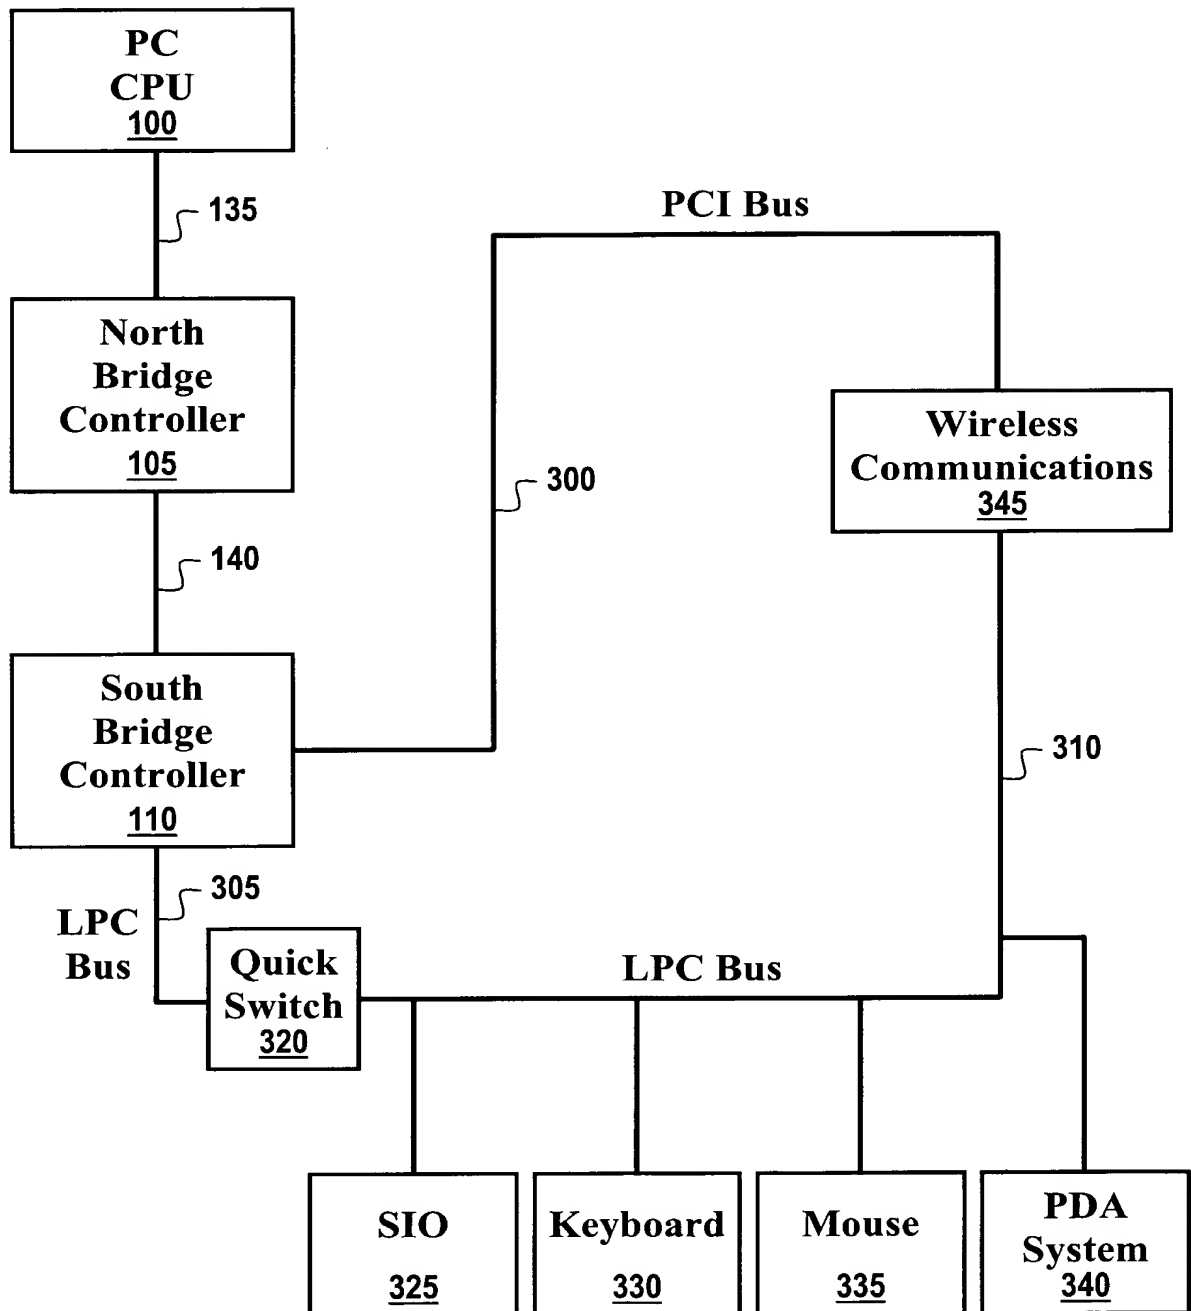 PC
CPU
100
135
PCI Bus
North
Bridge
Controller
105
Wireless
Communications
345
300
140
South
Bridge
Controller
110
310
305
LPC
Bus
Quick
Switch
320
LPC Bus
SIO
325
Keyboard
330
Mouse
335
PDA
System
340